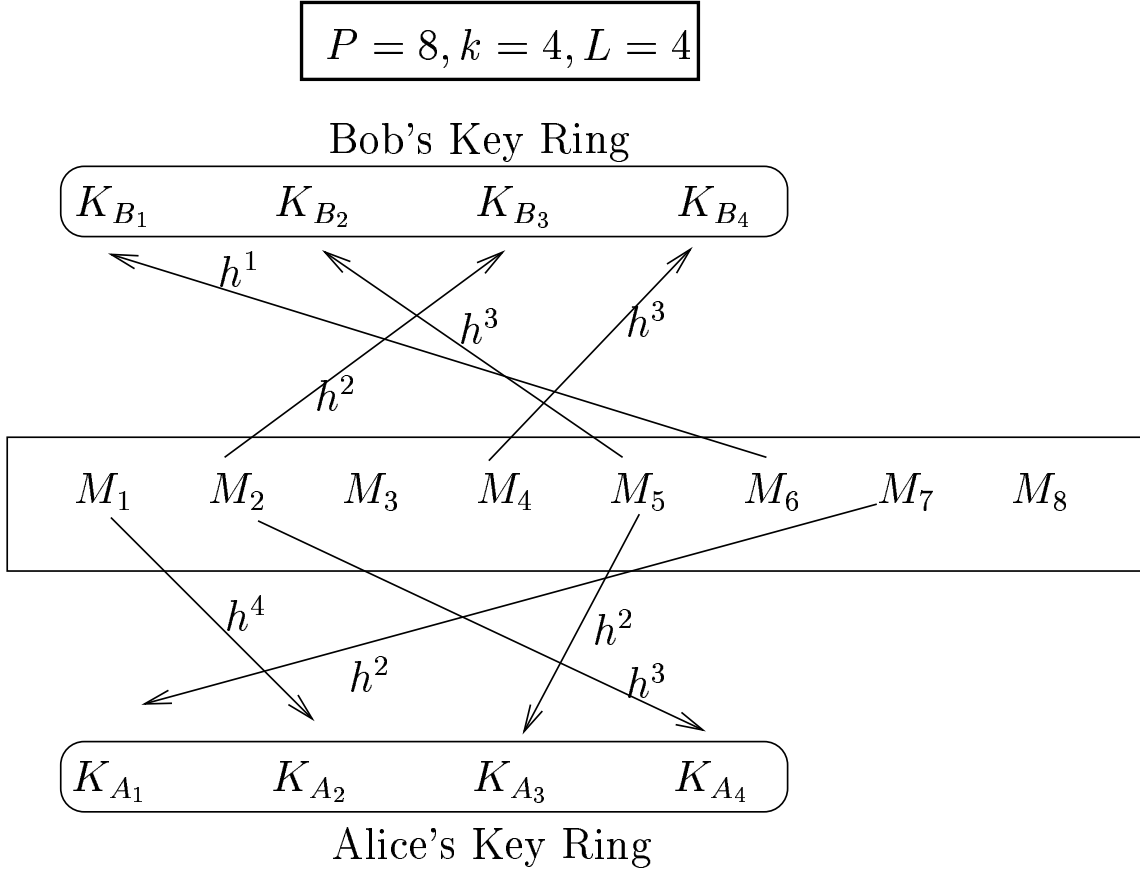 P = 8, k = 4, L = 4
Bob's Key Ring
K_{B_1} K_{B_2} K_{B_3} K_{B_4}
h^1
h^3 h^3
h^2
M_1 M_2 M_3 M_4 M_5 M_6 M_7 M_8
h^4 h^2
h^2 h^3
K_{A_1} K_{A_2} K_{A_3} K_{A_4}
Alice's Key Ring